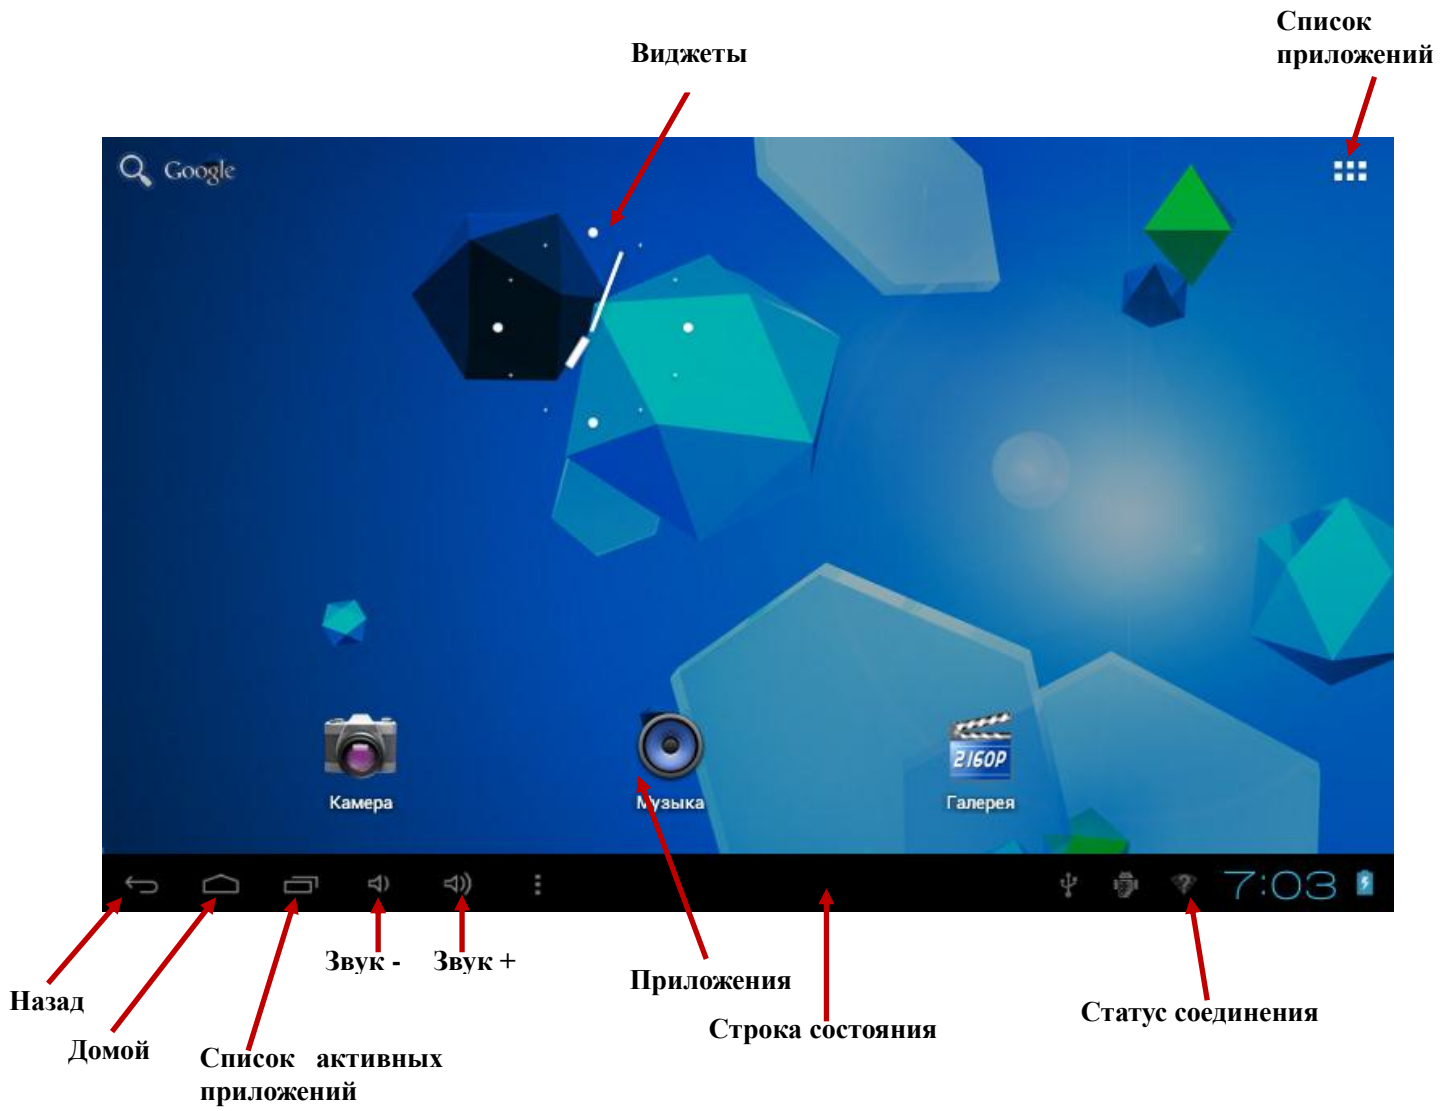 Список
приложений
Виджеты
Google
2160P
Камера
Музыка
Галерея
7:03
Звук -
Звук +
Приложения
Назад
Статус соединения
Строка состояния
Домой
Список активных
приложений